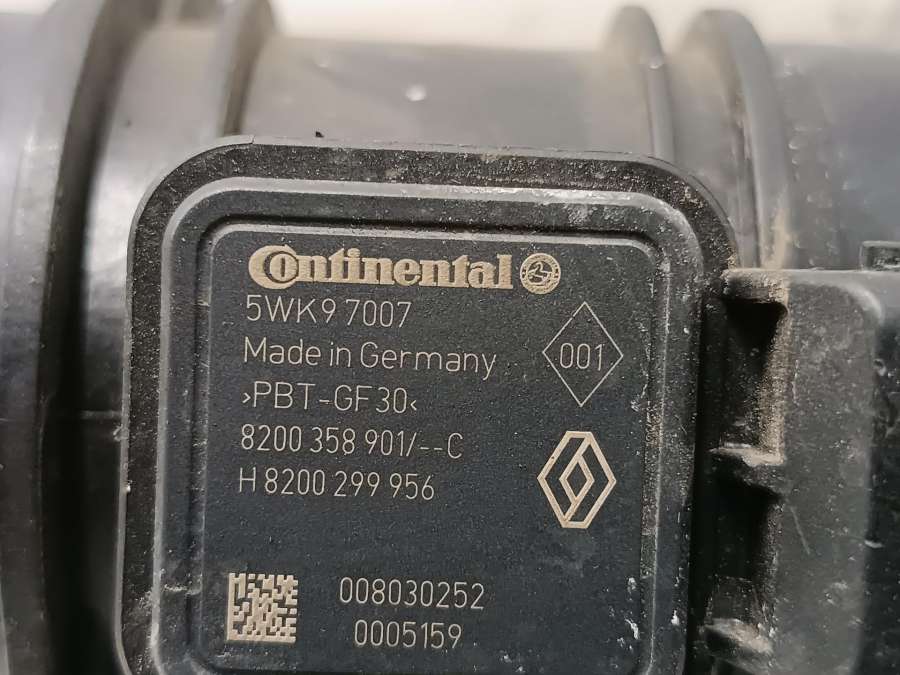 Continental
5WK9 7007
Made in Germany
001
>PBT-GF30<
8200 358 901/--C
H 8200 299 956
008030252
0005159